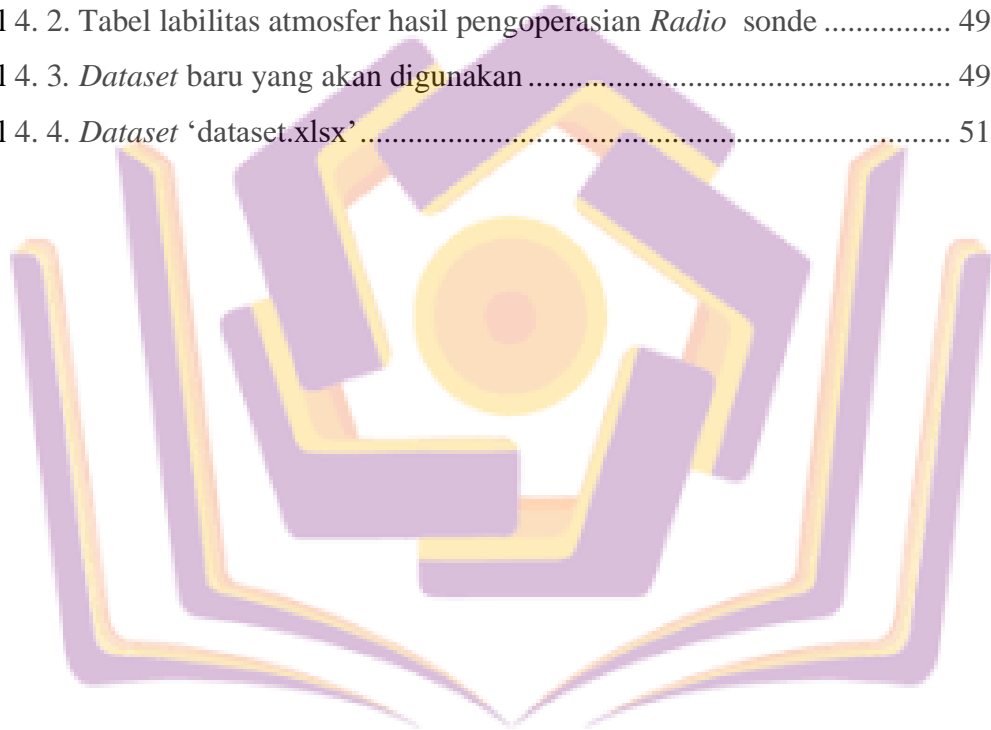 l 4. 2. Tabel labilitas atmosfer hasil pengoperasian Radio sonde ............... 49
l 4. 3. Dataset baru yang akan digunakan .................................................. 49
l 4. 4. Dataset ‘dataset.xlsx’ ...................................................................... 51